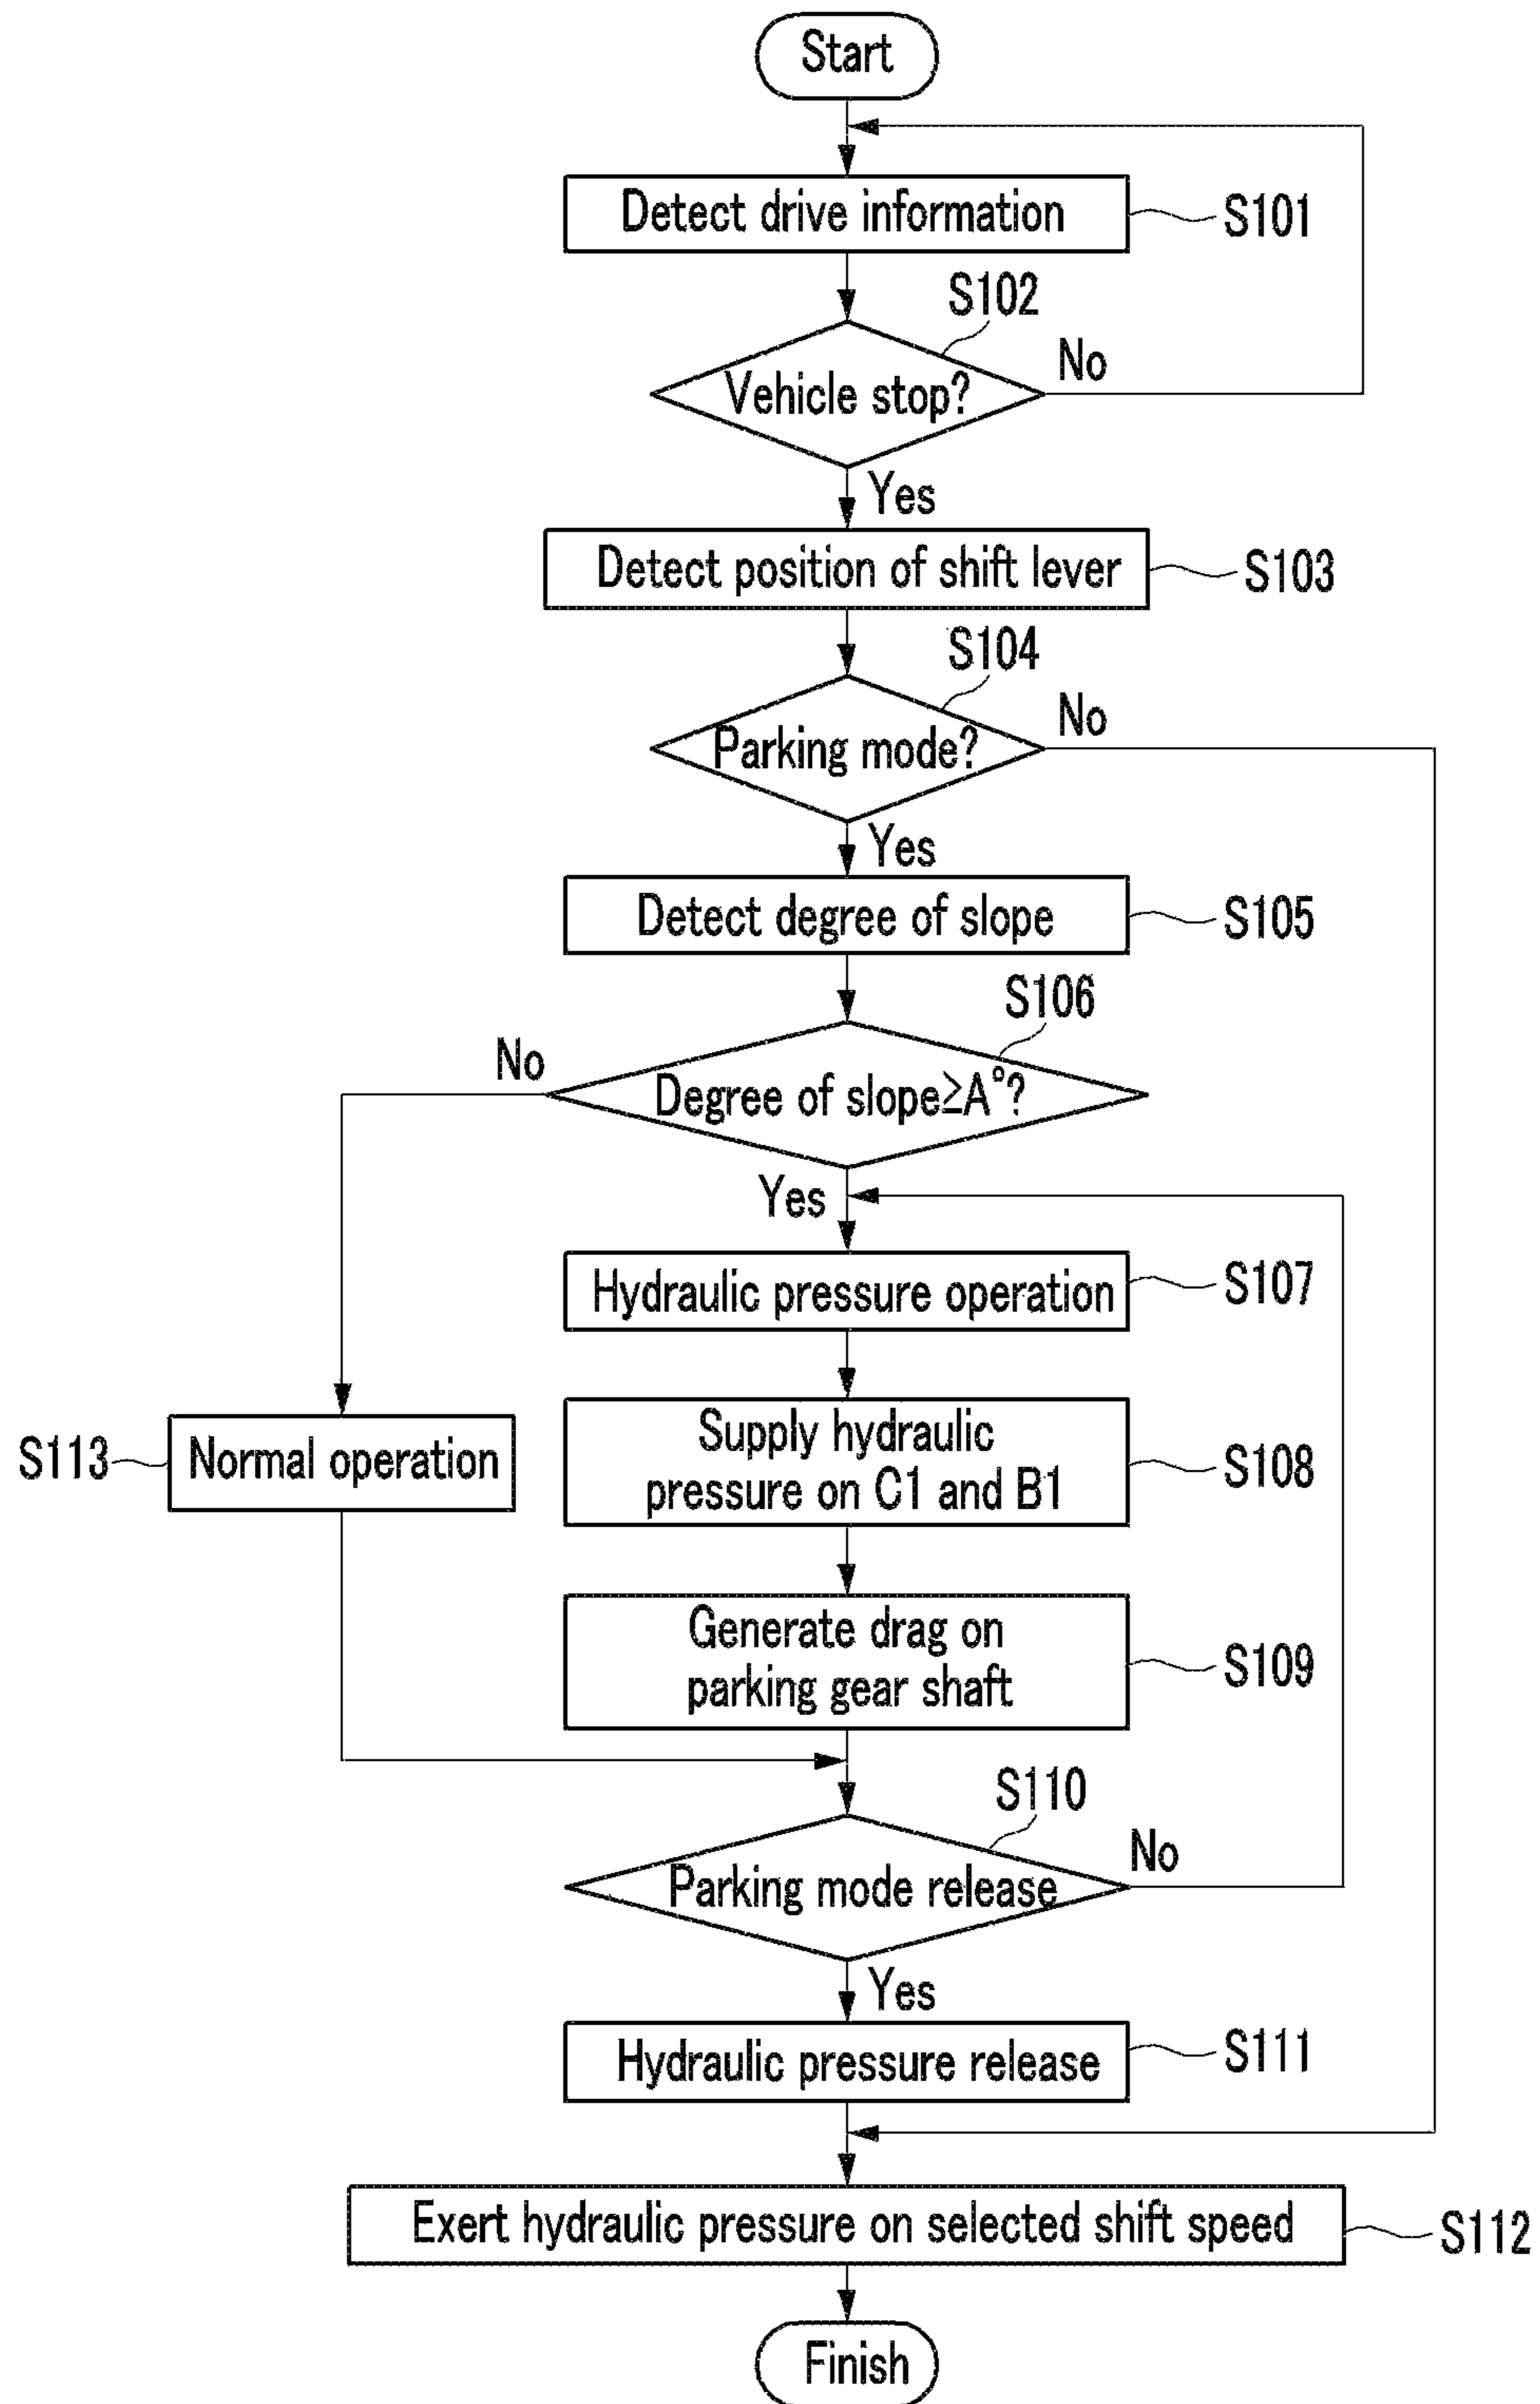 Start
Detect drive information
S101
S102
Vehicle stop?
No
Yes
Detect position of shift lever
S103
S104
Parking mode?
No
Yes
Detect degree of slope
S105
S106
No
Degree of slope≥A°?
Yes
Hydraulic pressure operation
S107
S113
Normal operation
Supply hydraulic
pressure on C1 and B1
S108
Generate drag on
parking gear shaft
S109
S110
No
Parking mode release
Yes
Hydraulic pressure release
S111
Exert hydraulic pressure on selected shift speed
S112
Finish